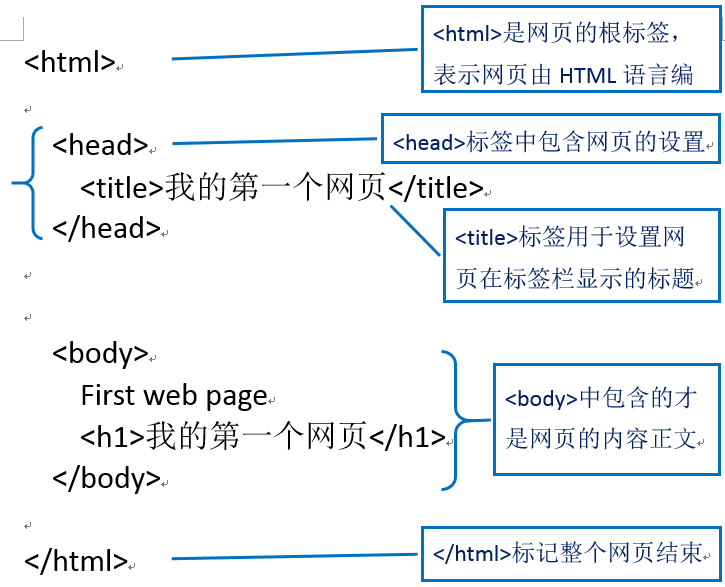 <html>
<html>是网页的根标签，
表示网页由 HTML 语言编
<head>
<head>标签中包含网页的设置
<title>我的第一个网页</title>
</head>
<title>标签用于设置网
页在标签栏显示的标题
<body>
First web page
<h1>我的第一个网页</h1>
</body>
<body>中包含的才
是网页的内容正文
</html>
</html>标记整个网页结束